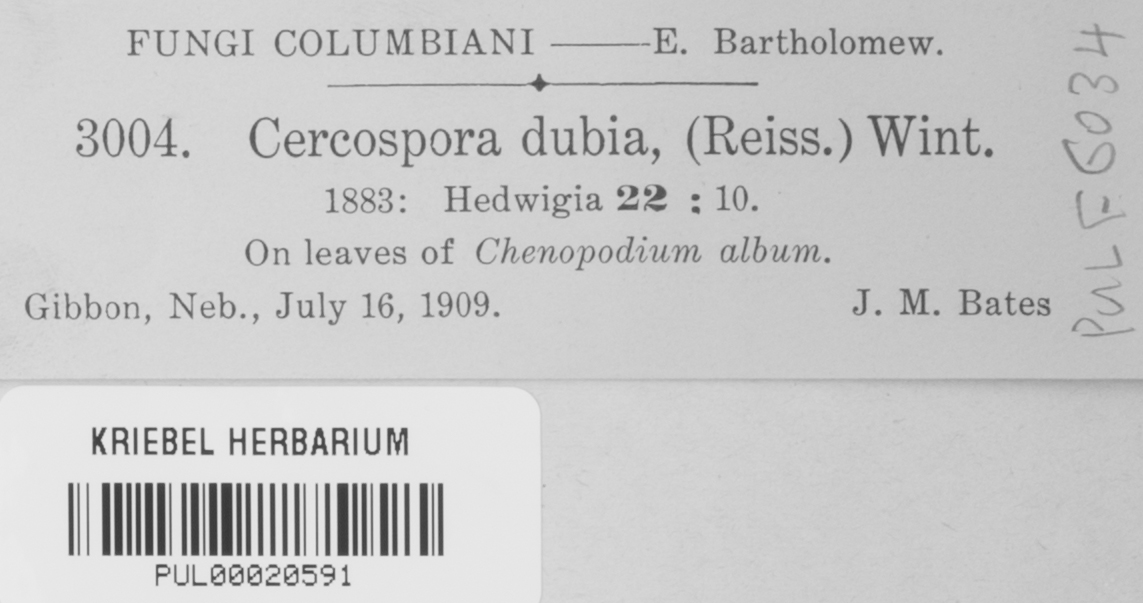 FUNGI COLUMBIANI ——— E. Bartholomew.
3004. Cercospora dubia, (Reiss.) Wint.
1883: Hedwigia 22 : 10.
On leaves of Chenopodium album.
Gibbon, Neb., July 16, 1909. J. M. Bates
PUL F 6034
KRIEBEL HERBARIUM
PUL00020591